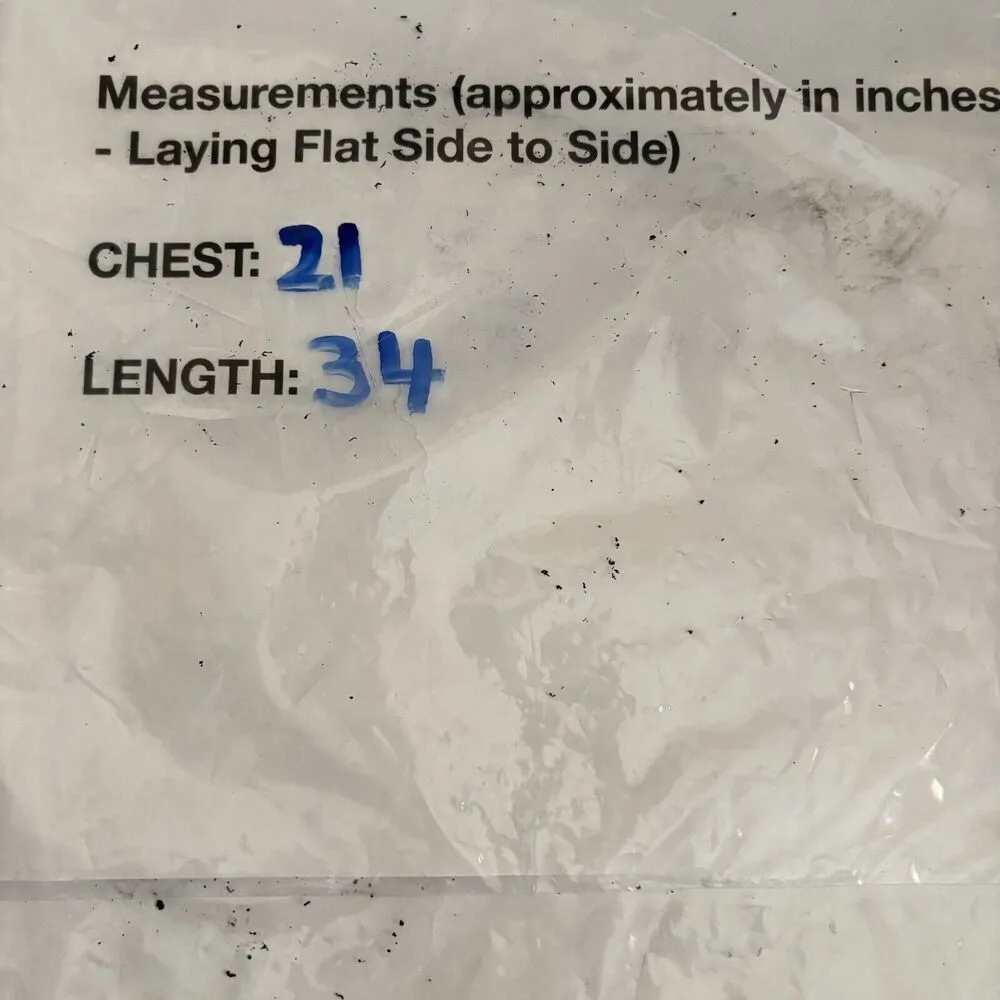 Measurements (approximately in inches
- Laying Flat Side to Side)
CHEST: 21
LENGTH: 34